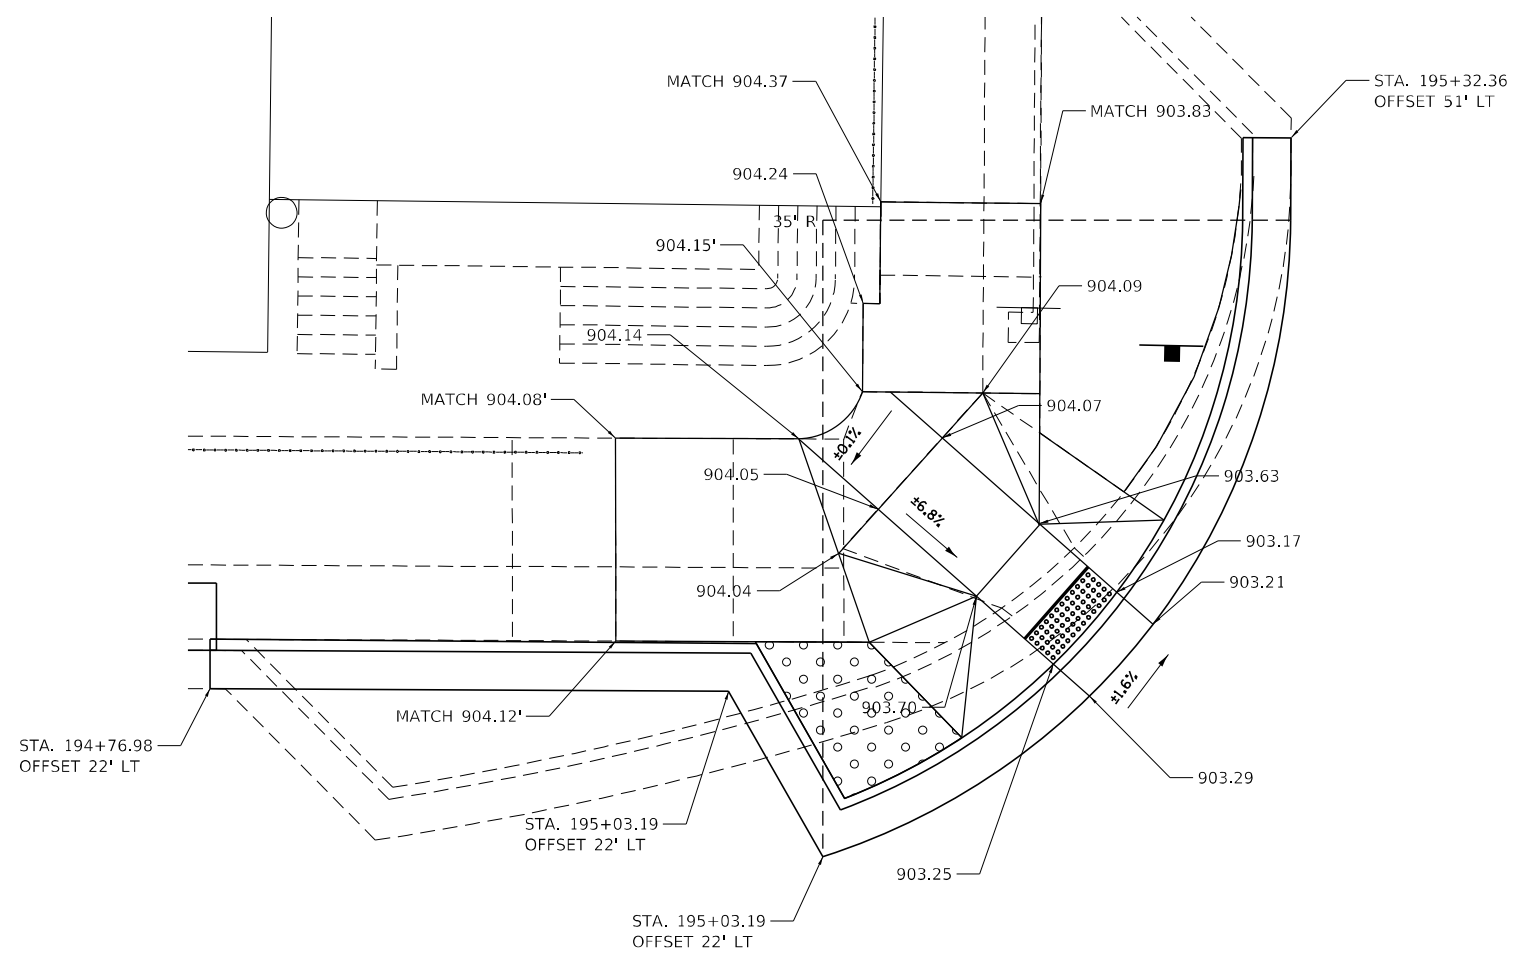 MATCH 904.37
STA. 195+32.36
OFFSET 51' LT
MATCH 903.83
904.24
35' R
904.15'
904.09
904.14
MATCH 904.08'
904.07
±0.1%
904.05
903.63
±6.8%
903.17
904.04
903.21
±1.6%
903.70
MATCH 904.12'
STA. 194+76.98
OFFSET 22' LT
903.29
STA. 195+03.19
OFFSET 22' LT
903.25
STA. 195+03.19
OFFSET 22' LT